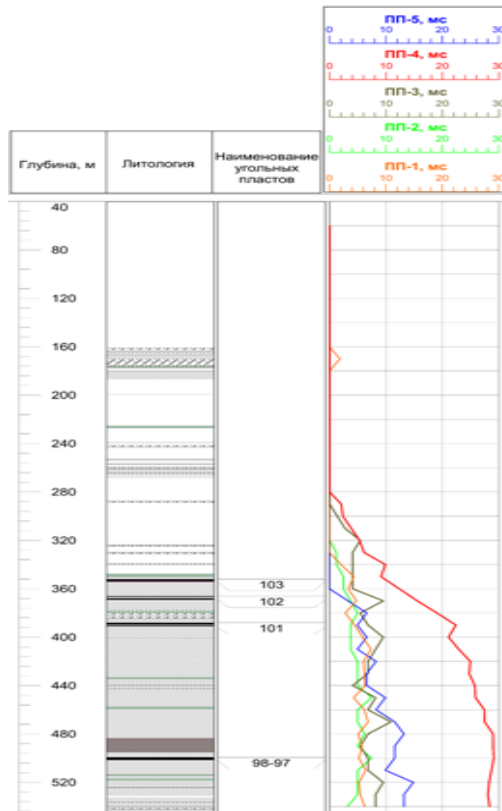 ПП-5, мс
0 10 20 30
ПП-4, мс
0 10 20 30
ПП-3, мс
0 10 20 30
ПП-2, мс
0 10 20 30
ПП-1, мс
0 10 20 30
Глубина, м
Литология
Наименование
угольных
пластов
40
80
120
160
200
240
280
320
360
103
102
400
101
440
480
98-97
520